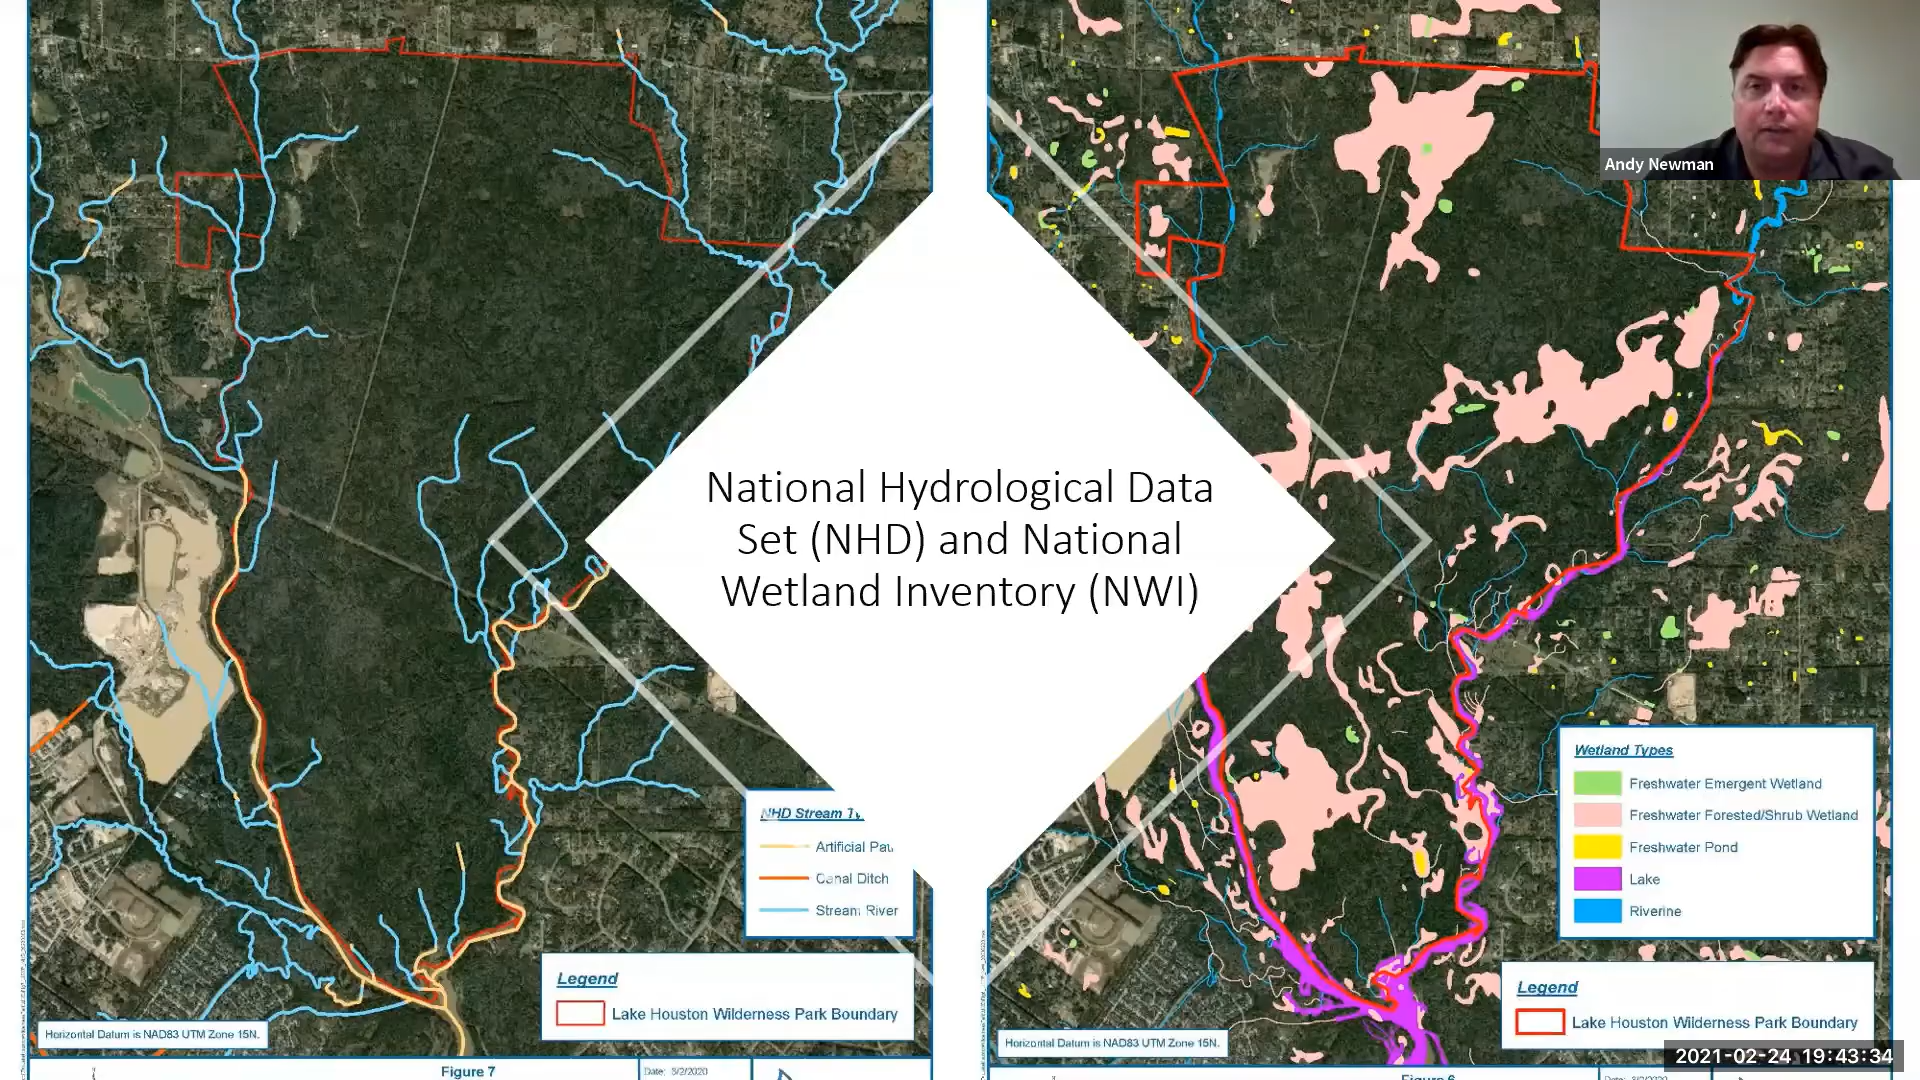 Andy Newman
National Hydrological Data
Set (NHD) and National
Wetland Inventory (NWI)
NHD Stream
Artificial
Canal Ditch
Stream River
Legend
Lake Houston Wilderness Park Boundary
Horizontal Datum is NAD83 UTM Zone 15N.
Figure 7
Date:
Wetland Types
Freshwater Emergent Wetland
Freshwater Forested/Shrub Wetland
Freshwater Pond
Lake
Riverine
Legend
Lake Houston Wilderness Park Boundary
Horizontal Datum is NAD83 UTM Zone 15N.
2021-02-24 19:43:34
Figure 6